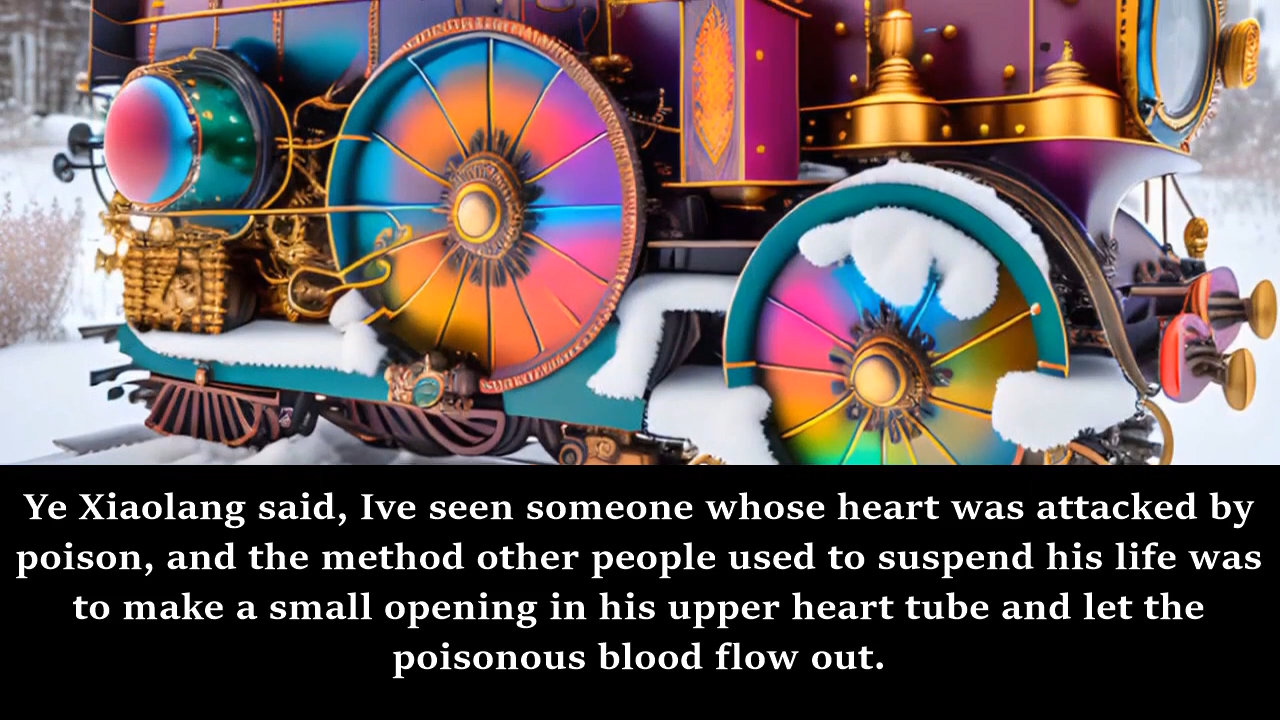 Ye Xiaolang said, Ive seen someone whose heart was attacked by
poison, and the method other people used to suspend his life was
to make a small opening in his upper heart tube and let the
poisonous blood flow out.